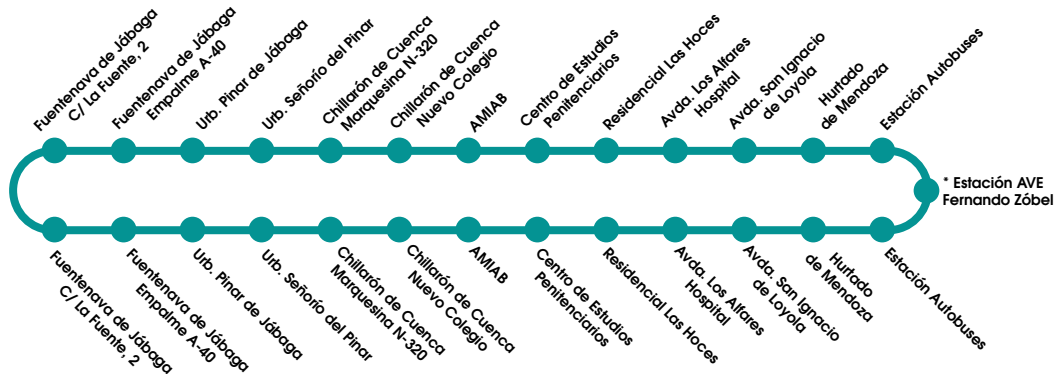 Fuentenava de Jábaga
C/ La Fuente, 2
Fuentenava de Jábaga
Empalme A-40
Urb. Pinar de Jábaga
Urb. Señorío del Pinar
Chillarón de Cuenca
Marquesina N-320
Chillarón de Cuenca
Nuevo Colegio
AMIAB
Centro de Estudios
Penitenciarios
Residencial Las Hoces
Avda. Los Alfares
Hospital
Avda. San Ignacio
de Loyola
Hurtado
de Mendoza
Estación Autobuses
* Estación AVE
Fernando Zóbel
Fuentenava de Jábaga
C/ La Fuente, 2
Fuentenava de Jábaga
Empalme A-40
Urb. Pinar de Jábaga
Urb. Señorío del Pinar
Chillarón de Cuenca
Marquesina N-320
Chillarón de Cuenca
Nuevo Colegio
AMIAB
Centro de Estudios
Penitenciarios
Residencial Las Hoces
Avda. Los Alfares
Hospital
Avda. San Ignacio
de Loyola
Hurtado
de Mendoza
Estación Autobuses